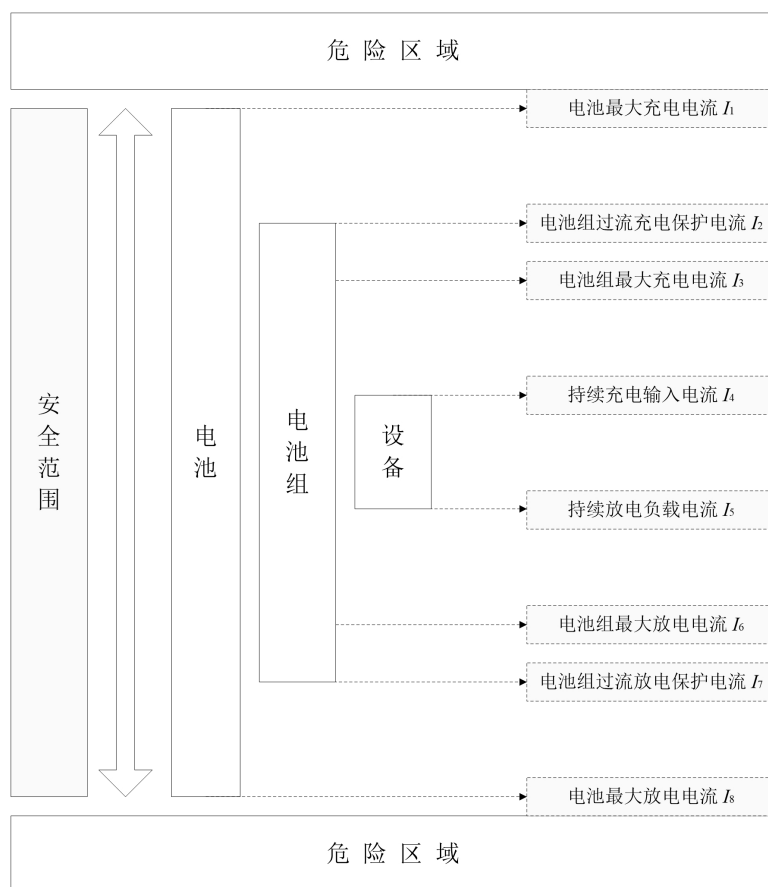 危险区域
电池最大充电电流 I1
电池组过流充电保护电流 I2
电池组最大充电电流 I3
持续充电输入电流 I4
安全范围
电池
电池组
设备
持续放电负载电流 I5
电池组最大放电电流 I6
电池组过流放电保护电流 I7
电池最大放电电流 I8
危险区域